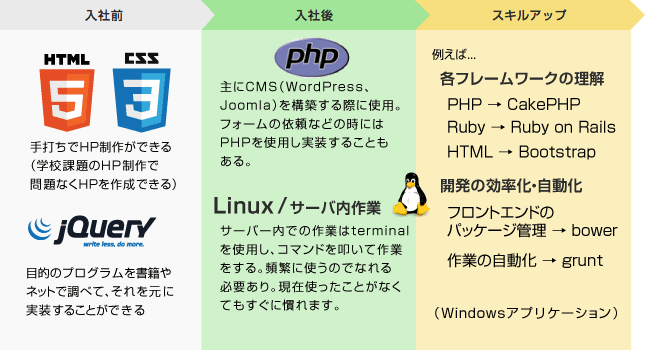 入社前
HTML
5
CSS
3
手打ちでHP制作ができる
(学校課題のHP制作で
問題なくHPを作成できる)
jQuery
write less, do more.
目的のプログラムを書籍や
ネットで調べて、それを元に
実装することができる
入社後
php
主にCMS(WordPress、
Joomla)を構築する際に使用。
フォームの依頼などの時には
PHPを使用し実装することも
ある。
Linux/サーバ内作業
サーバー内での作業はterminal
を使用し、コマンドを叩いて作業
をする。頻繁に使うのでなれる
必要あり。現在使ったことがなく
てもすぐに慣れます。
スキルアップ
例えば...
各フレームワークの理解
PHP → CakePHP
Ruby → Ruby on Rails
HTML → Bootstrap
開発の効率化・自動化
フロントエンドの
パッケージ管理 → bower
作業の自動化 → grunt
(Windowsアプリケーション)